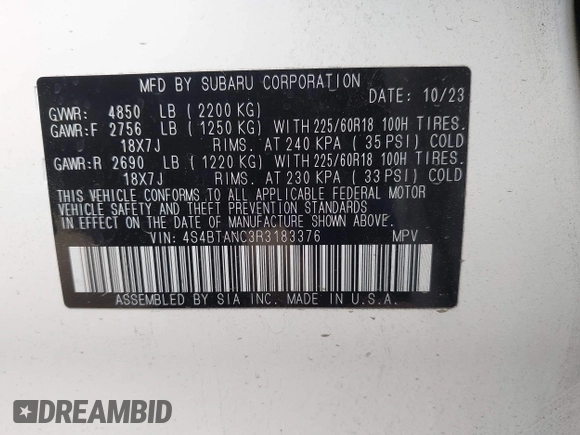 MFD BY SUBARU CORPORATION
DATE: 10/23
GVWR: 4850 LB (2200 KG)
GAWR:F 2756 LB (1250 KG) WITH 225/60R18 100H TIRES.
18X7J RIMS. AT 240 KPA (35 PSI) COLD
GAWR:R 2690 LB (1220 KG) WITH 225/60R18 100H TIRES.
18X7J RIMS. AT 230 KPA (33 PSI) COLD
THIS VEHICLE CONFORMS TO ALL APPLICABLE FEDERAL MOTOR
VEHICLE SAFETY AND THEFT PREVENTION STANDARDS
IN EFFECT ON THE DATE OF MANUFACTURE SHOWN ABOVE.
VIN: 4S4BTANC3R3183376 MPV
ASSEMBLED BY SIA INC. MADE IN U.S.A.
DREAMBID